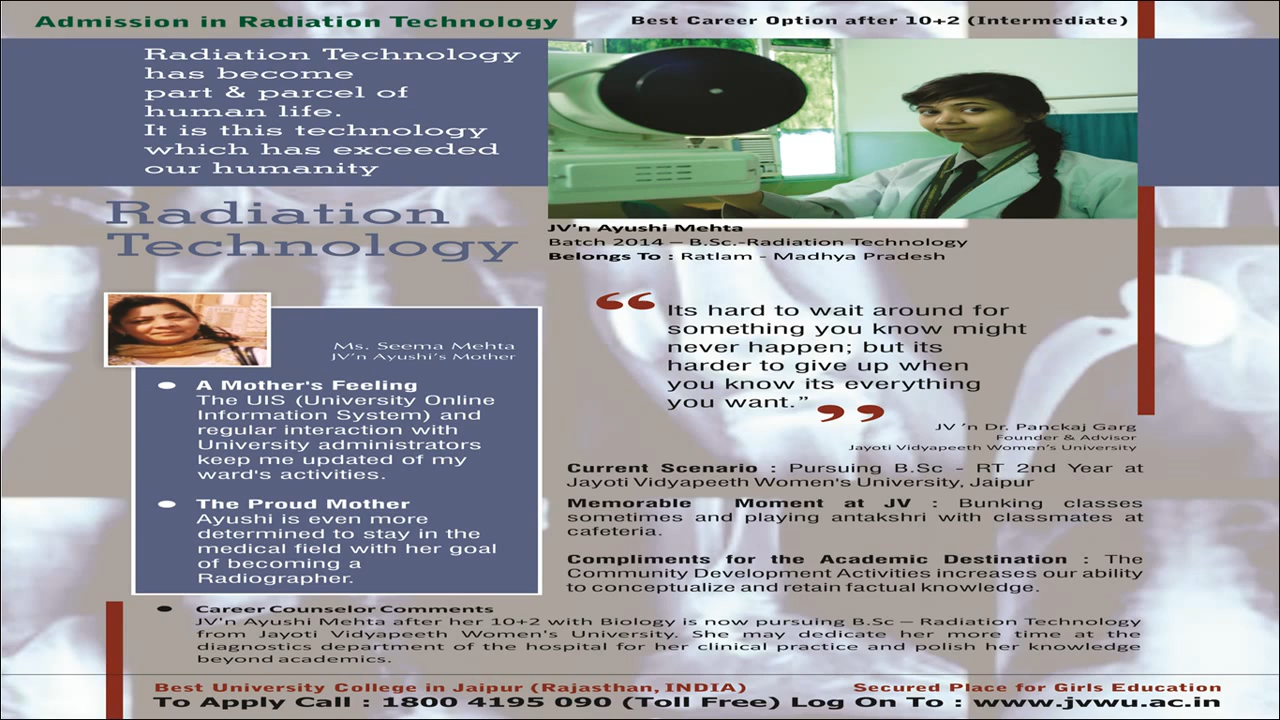 Admission in Radiation Technology
Best Career Option after 10+2 (Intermediate)
Radiation Technology
has become
part & parcel of
human life.
It is this technology
which has exceeded
our humanity
Radiation
Technology
JV'n Ayushi Mehta
Batch 2014 – B.Sc.-Radiation Technology
Belongs To : Ratlam - Madhya Pradesh
Ms. Seema Mehta
JV'n Ayushi's Mother
● A Mother's Feeling
The UIS (University Online
Information System) and
regular interaction with
University administrators
keep me updated of my
ward's activities.
● The Proud Mother
Ayushi is even more
determined to stay in the
medical field with her goal
of becoming a
Radiographer.
“ Its hard to wait around for
something you know might
never happen; but its
harder to give up when
you know its everything
you want.” ”
JV 'n Dr. Panckaj Garg
Founder & Advisor
Jayoti Vidyapeeth Women's University
Current Scenario : Pursuing B.Sc - RT 2nd Year at
Jayoti Vidyapeeth Women's University, Jaipur
Memorable Moment at JV : Bunking classes
sometimes and playing antakshri with classmates at
cafeteria.
Compliments for the Academic Destination : The
Community Development Activities increases our ability
to conceptualize and retain factual knowledge.
● Career Counselor Comments
JV'n Ayushi Mehta after her 10+2 with Biology is now pursuing B.Sc – Radiation Technology
from Jayoti Vidyapeeth Women's University. She may dedicate her more time at the
diagnostics department of the hospital for her clinical practice and polish her knowledge
beyond academics.
Best University College in Jaipur (Rajasthan, INDIA)
Secured Place for Girls Education
To Apply Call : 1800 4195 090 (Toll Free) Log On To : www.jvwu.ac.in